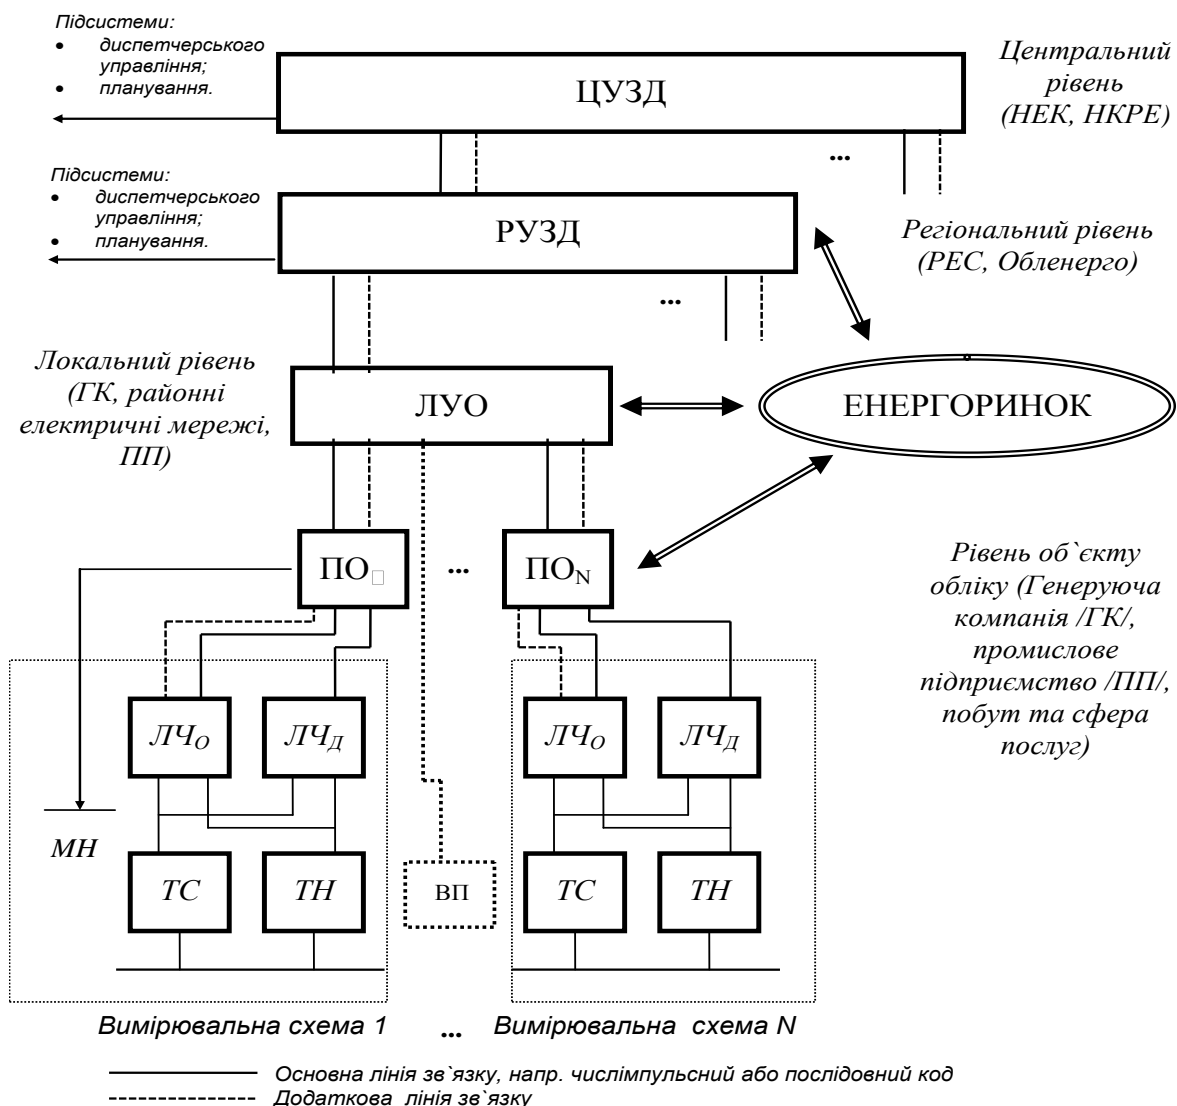 Підсистеми:
• диспетчерського
управління;
• планування.
ЦУЗД
Центральний
рівень
(НЕК, НКРЕ)
...
Підсистеми:
• диспетчерського
управління;
• планування.
РУЗД
Регіональний рівень
(РЕС, Обленерго)
...
Локальний рівень
(ГК, районні
електричні мережі,
ПП)
ЛУО
ЕНЕРГОРИНОК
ПО□
...
ПОN
Рівень об`єкту
обліку (Генеруюча
компанія /ГК/,
промислове
підприємство /ПП/,
побут та сфера
послуг)
ЛЧО
ЛЧД
ЛЧО
ЛЧД
МН
ТС
ТН
ВП
ТС
ТН
Вимірювальна схема 1
...
Вимірювальна схема N
Основна лінія зв`язку, напр. числімпульсний або послідовний код
Додаткова лінія зв`язку